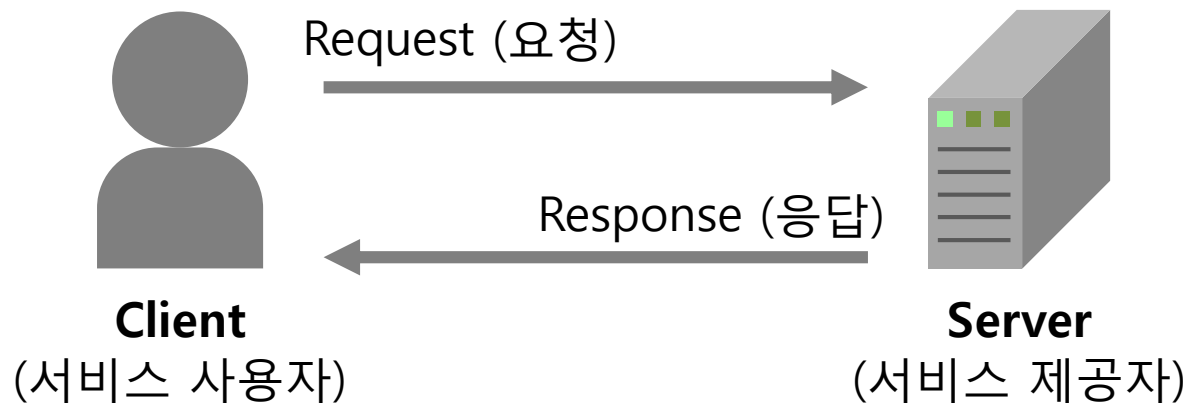 Request (요청)
Response (응답)
Client
(서비스 사용자)
Server
(서비스 제공자)